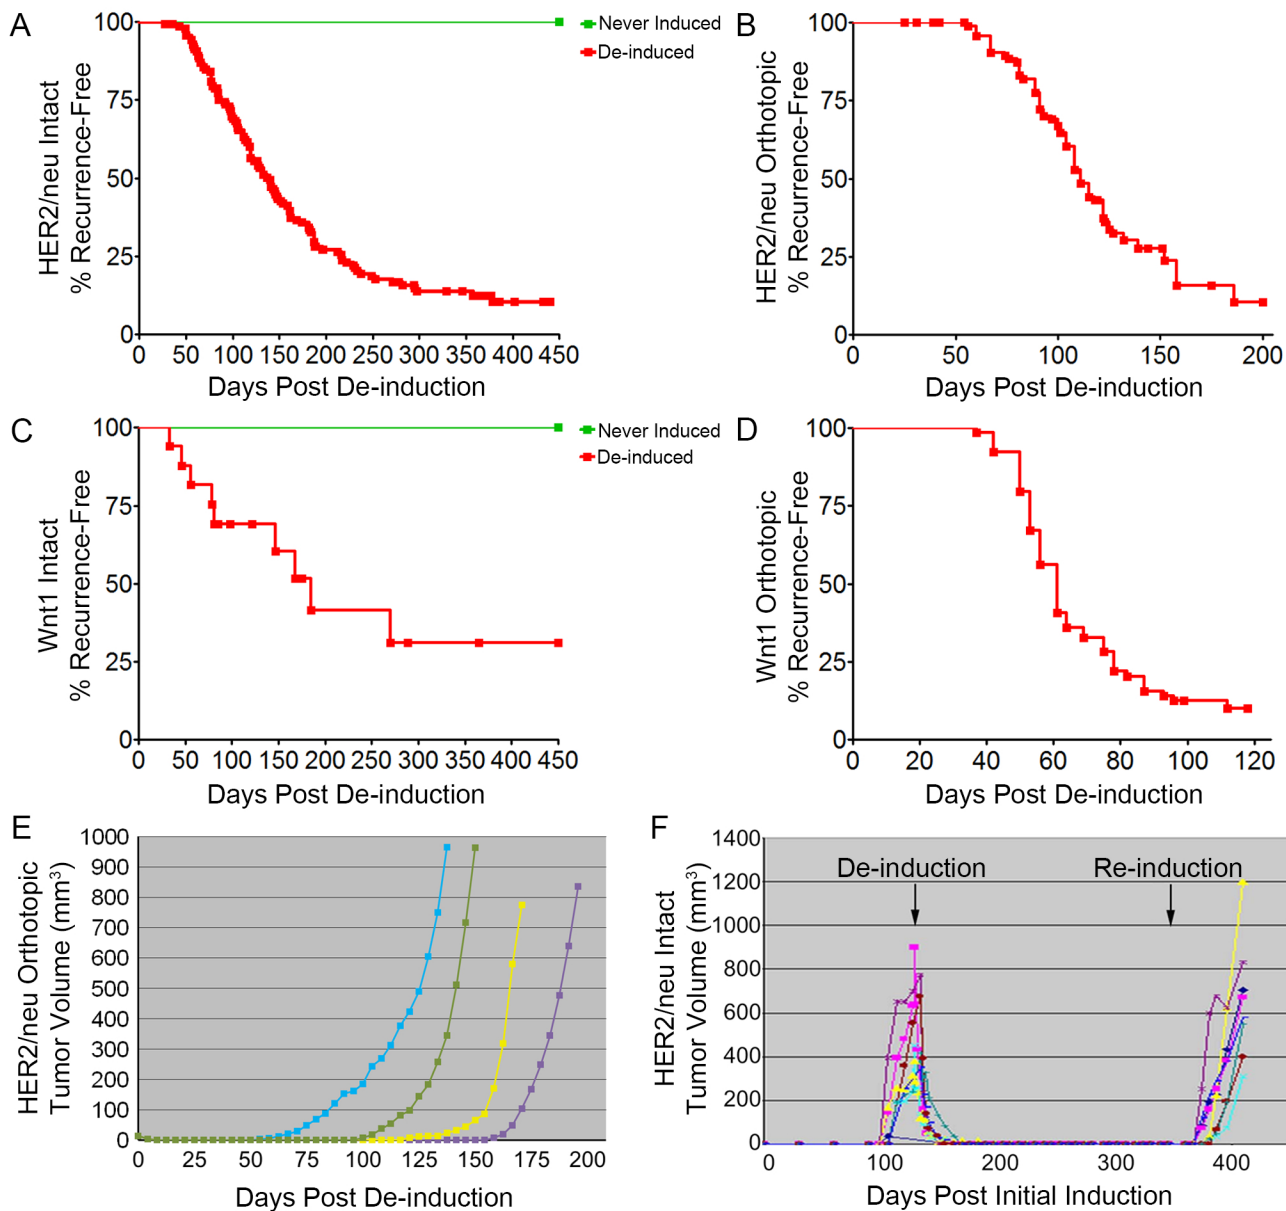 A
HER2/neu Intact
% Recurrence-Free
100
75
50
25
0
0 50 100 150 200 250 300 350 400 450
Days Post De-induction
Never Induced
De-induced
B
HER2/neu Orthotopic
% Recurrence-Free
100
75
50
25
0
0 50 100 150 200
Days Post De-induction
C
Wnt1 Intact
% Recurrence-Free
100
75
50
25
0
0 50 100 150 200 250 300 350 400 450
Days Post De-induction
Never Induced
De-induced
D
Wnt1 Orthotopic
% Recurrence-Free
100
75
50
25
0
0 20 40 60 80 100 120
Days Post De-induction
E
HER2/neu Orthotopic
Tumor Volume (mm³)
1000
900
800
700
600
500
400
300
200
100
0
0 25 50 75 100 125 150 175 200
Days Post De-induction
F
HER2/neu Intact
Tumor Volume (mm³)
1400
1200
1000
800
600
400
200
0
De-induction
Re-induction
0 100 200 300 400
Days Post Initial Induction